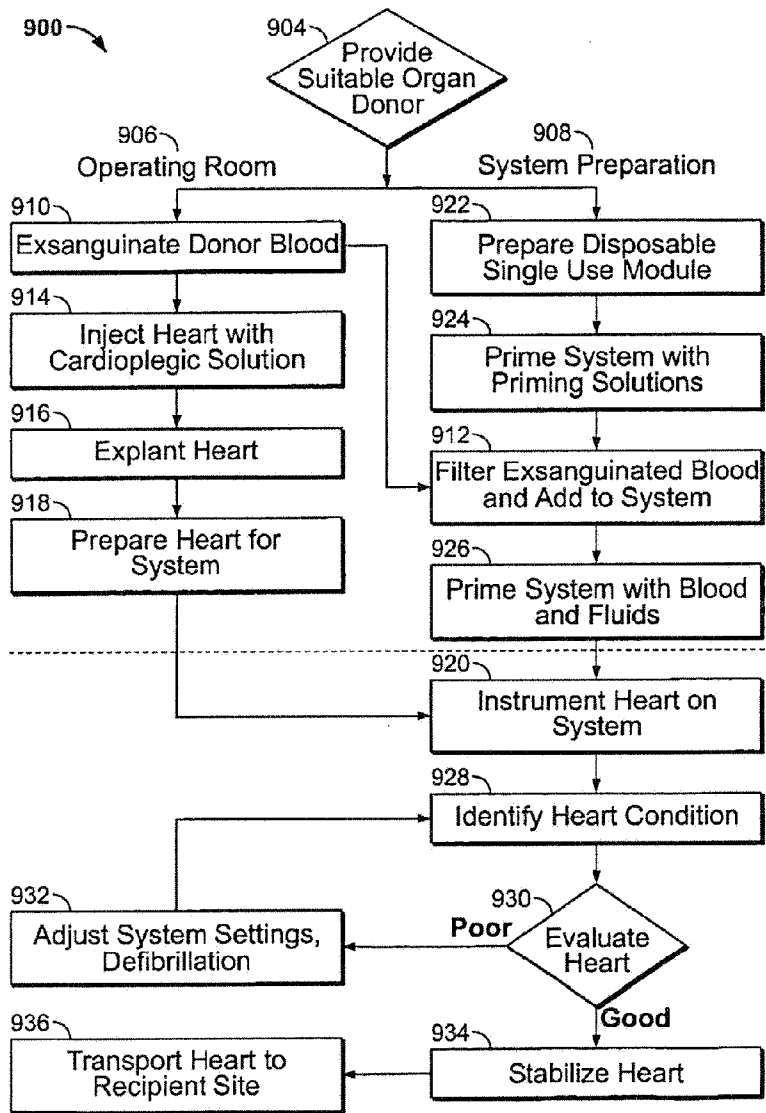 900
904
Provide
Suitable Organ
Donor
906
Operating Room
908
System Preparation
910
Exsanguinate Donor Blood
914
Inject Heart with
Cardioplegic Solution
916
Explant Heart
918
Prepare Heart for
System
922
Prepare Disposable
Single Use Module
924
Prime System with
Priming Solutions
912
Filter Exsanguinated Blood
and Add to System
926
Prime System with Blood
and Fluids
920
Instrument Heart on
System
928
Identify Heart Condition
930
Evaluate
Heart
Poor
932
Adjust System Settings,
Defibrillation
Good
934
Stabilize Heart
936
Transport Heart to
Recipient Site